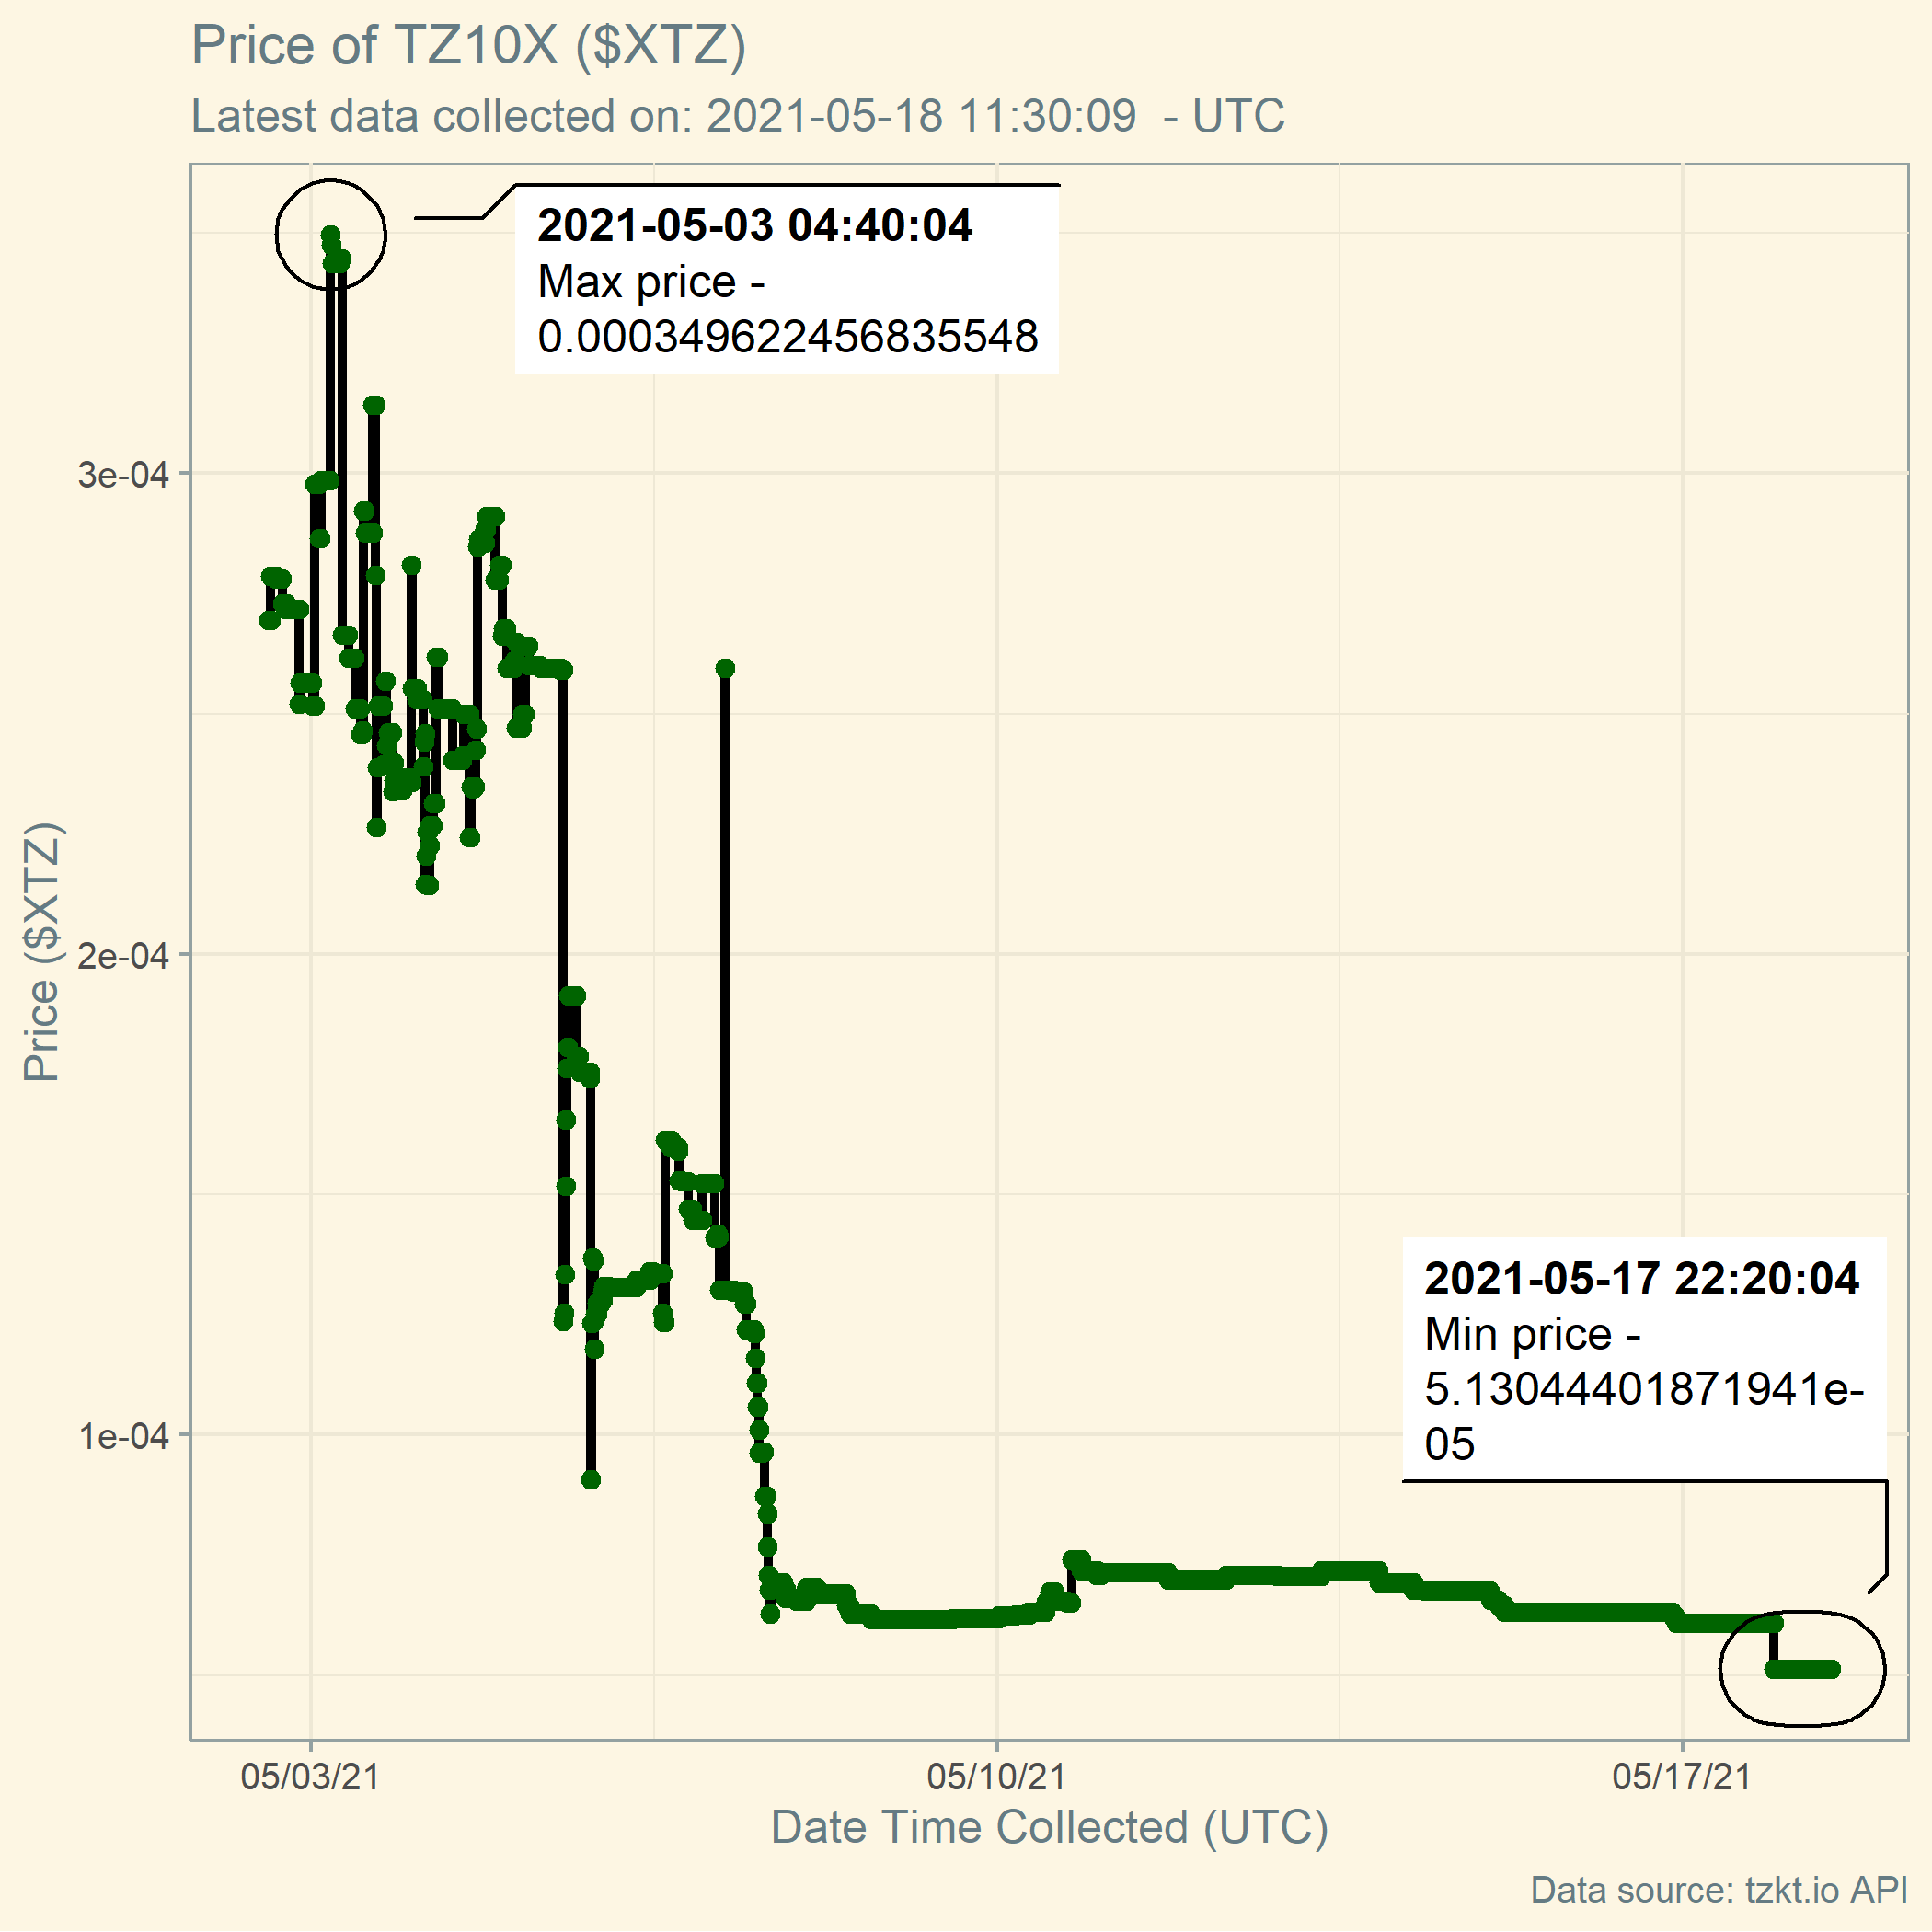 Price of TZ10X ($XTZ)
Latest data collected on: 2021-05-18 11:30:09  - UTC
2021-05-03 04:40:04
Max price -
0.000349622456835548
3e-04
Price ($XTZ)
2e-04
2021-05-17 22:20:04
Min price -
5.13044401871941e-
05
1e-04
05/03/21
05/10/21
05/17/21
Date Time Collected (UTC)
Data source: tzkt.io API